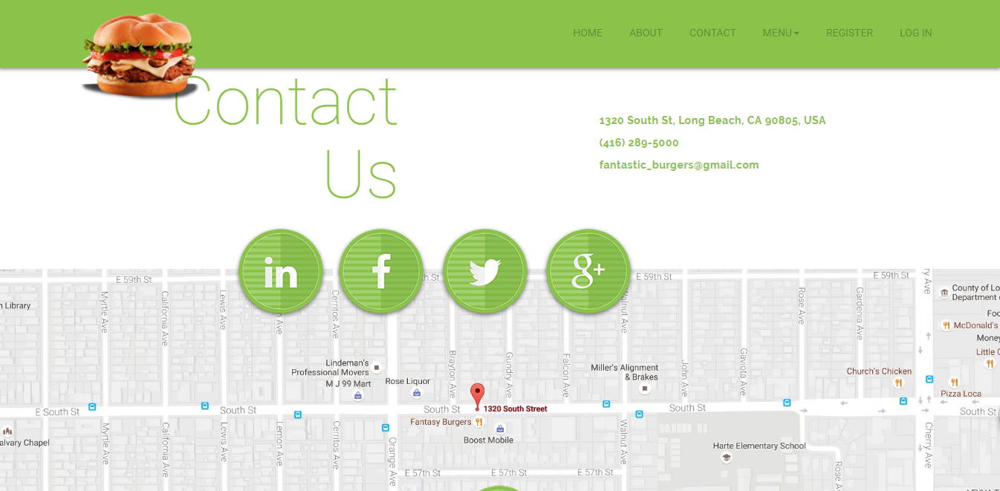 HOME
ABOUT
CONTACT
MENU
REGISTER
LOG IN
Contact
Us
1320 South St, Long Beach, CA 90805, USA
(416) 289-5000
fantastic_burgers@gmail.com
in
f
g+
E 59th St
h St
E 59th St
E 59th St
Myrtle Ave
California Ave
Lewis Ave
n Ave
Cerritos Ave
Walnut Ave
Rose Ave
Gardenia Ave
ry Ave
n Library
County of Lo
Department
Foo
McDonald's
Money
Little C
Lindeman's
Professional Movers
M J 99 Mart
Rose Liquor
Brayton Ave
Gundry Ave
Falcon Ave
Miller's Alignment
& Brakes
John Ave
Gaviota Ave
Church's Chicken
Pizza Loca
E South St
South St
South St
1320 South Street
South St
South St
Fantasy Burgers
Boost Mobile
alvary Chapel
Myrtle Ave
California Ave
Lewis Ave
Lemon Ave
Cerritos Ave
Orange Ave
Walnut Ave
Harte Elementary School
Cherry Ave
Rose A
E 57th St
E 57th St
E 57th St